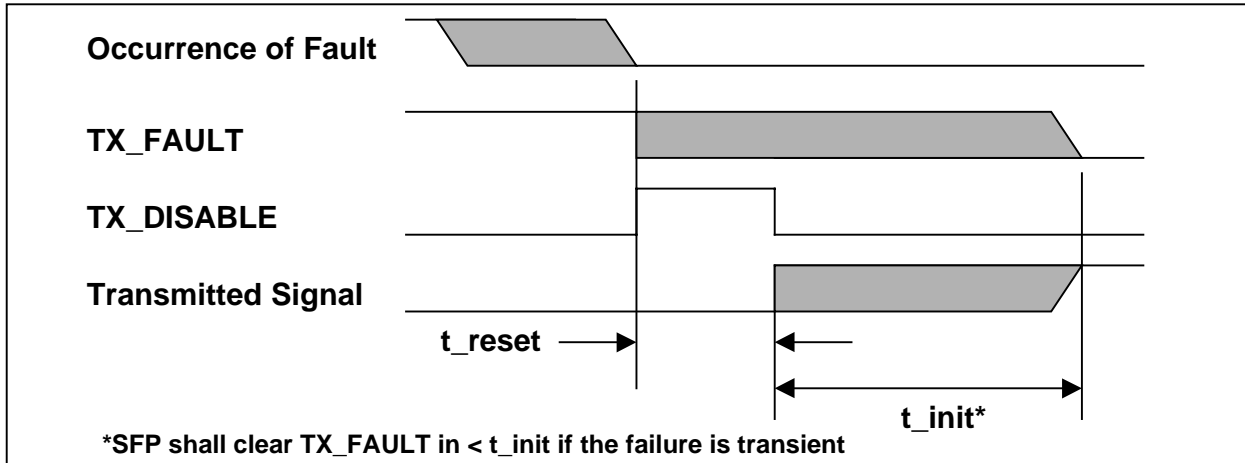 Occurrence of Fault
TX_FAULT
TX_DISABLE
Transmitted Signal
t_reset
t_init*
*SFP shall clear TX_FAULT in < t_init if the failure is transient